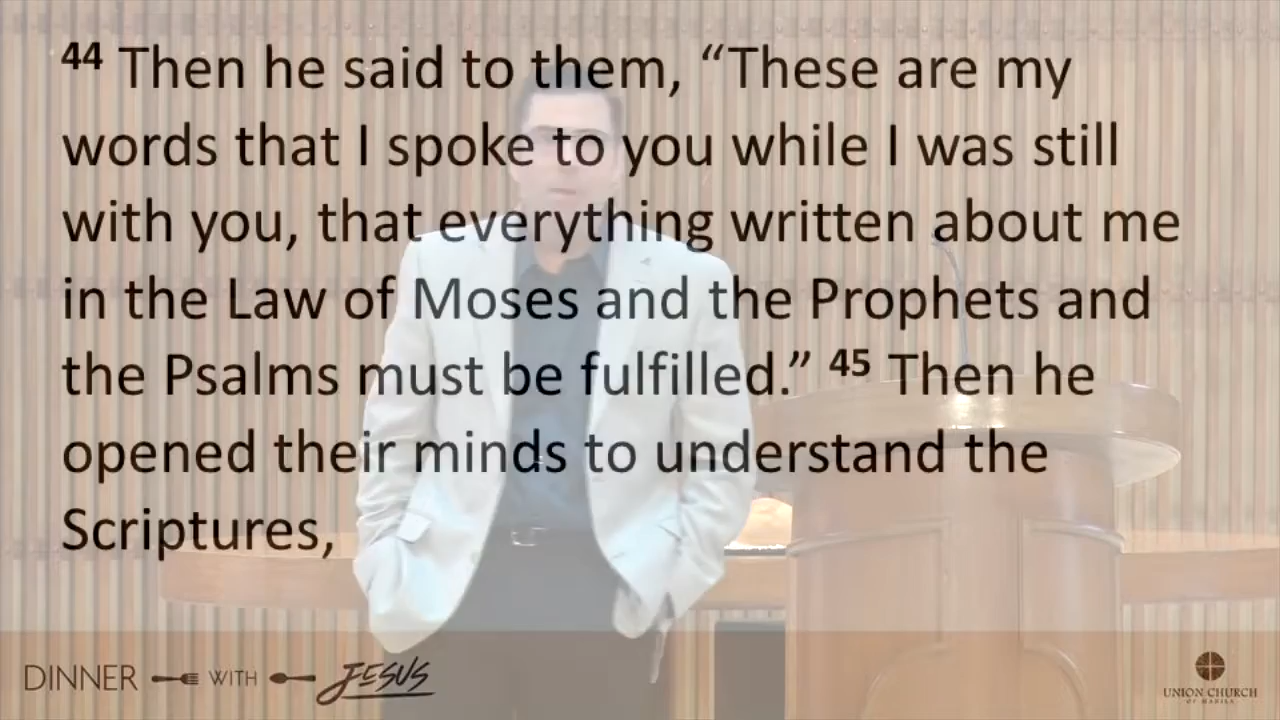 44 Then he said to them, “These are my
words that I spoke to you while I was still
with you, that everything written about me
in the Law of Moses and the Prophets and
the Psalms must be fulfilled.” 45 Then he
opened their minds to understand the
Scriptures,
DINNER WITH JESUS
UNION CHURCH
OF MANILA